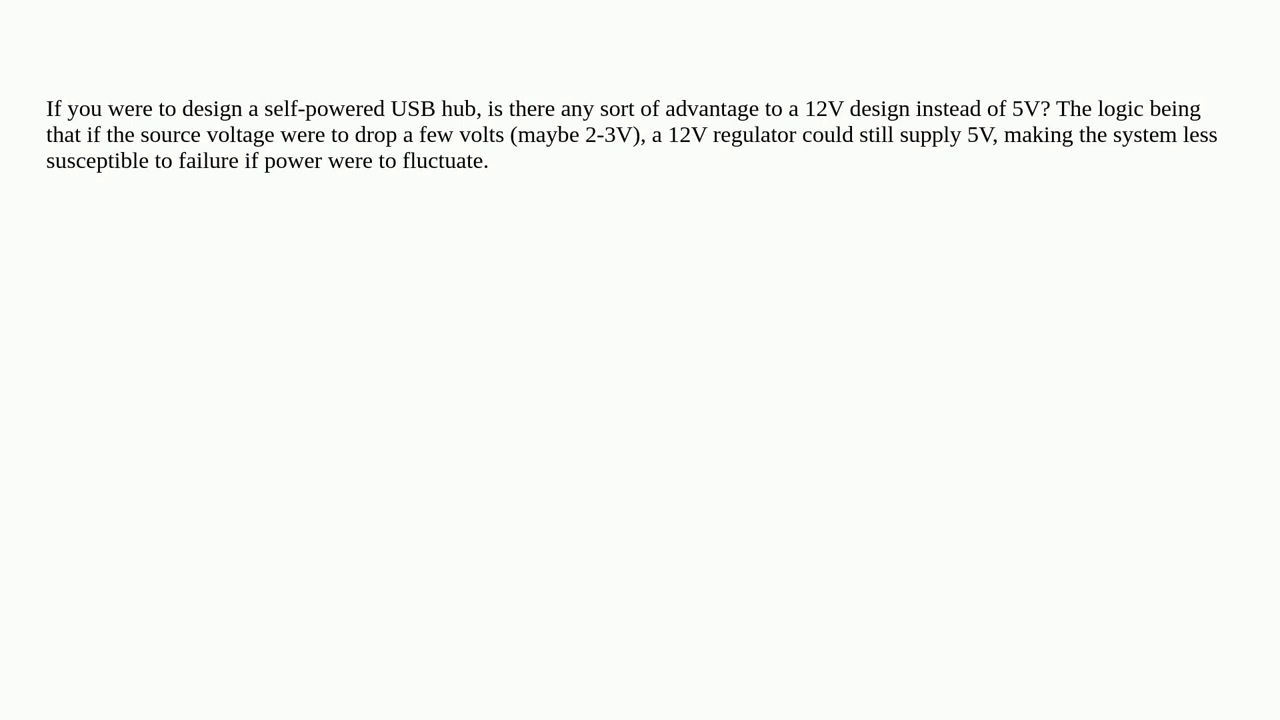 If you were to design a self-powered USB hub, is there any sort of advantage to a 12V design instead of 5V? The logic being
that if the source voltage were to drop a few volts (maybe 2-3V), a 12V regulator could still supply 5V, making the system less
susceptible to failure if power were to fluctuate.